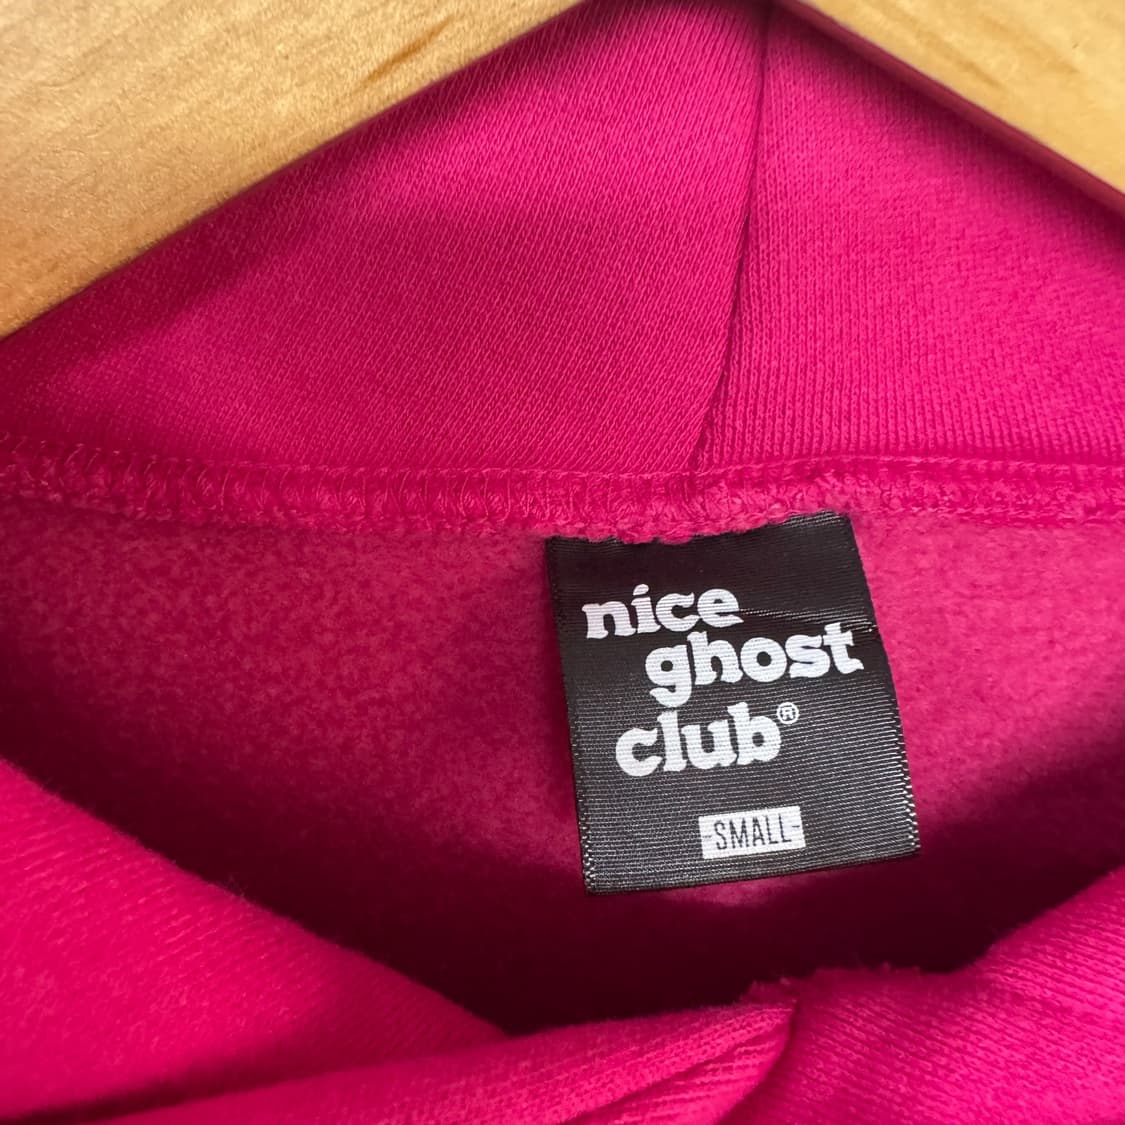 nice
ghost
club®
-SMALL-